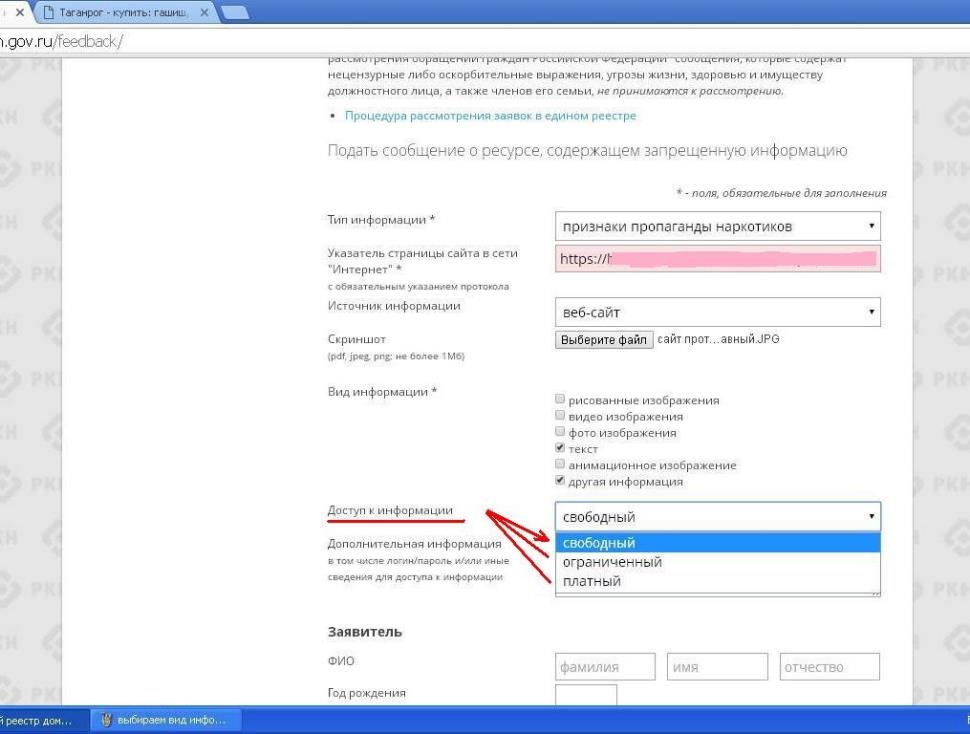 Таганрог - купить: гашиш,
n.gov.ru/feedback/
рассмотрения обращений граждан Российской Федерации" сообщения, которые содержат
нецензурные либо оскорбительные выражения, угрозы жизни, здоровью и имуществу
должностного лица, а также членов его семьи, не принимаются к рассмотрению.
• Процедура рассмотрения заявок в едином реестре
Подать сообщение о ресурсе, содержащем запрещенную информацию
* - поля, обязательные для заполнения
Тип информации *
признаки пропаганды наркотиков
Указатель страницы сайта в сети
"Интернет" *
с обязательным указанием протокола
https://
Источник информации
веб-сайт
Скриншот
(pdf, jpeg, png; не более 1Мб)
Выберите файл сайт прот...авный.JPG
Вид информации *
рисованные изображения
видео изображения
фото изображения
текст
анимационное изображение
другая информация
Доступ к информации
свободный
свободный
ограниченный
платный
Дополнительная информация
в том числе логин/пароль и/или иные
сведения для доступа к информации
Заявитель
ФИО
фамилия имя отчество
Год рождения
й реестр дом... выбираем вид инфо...
РКН